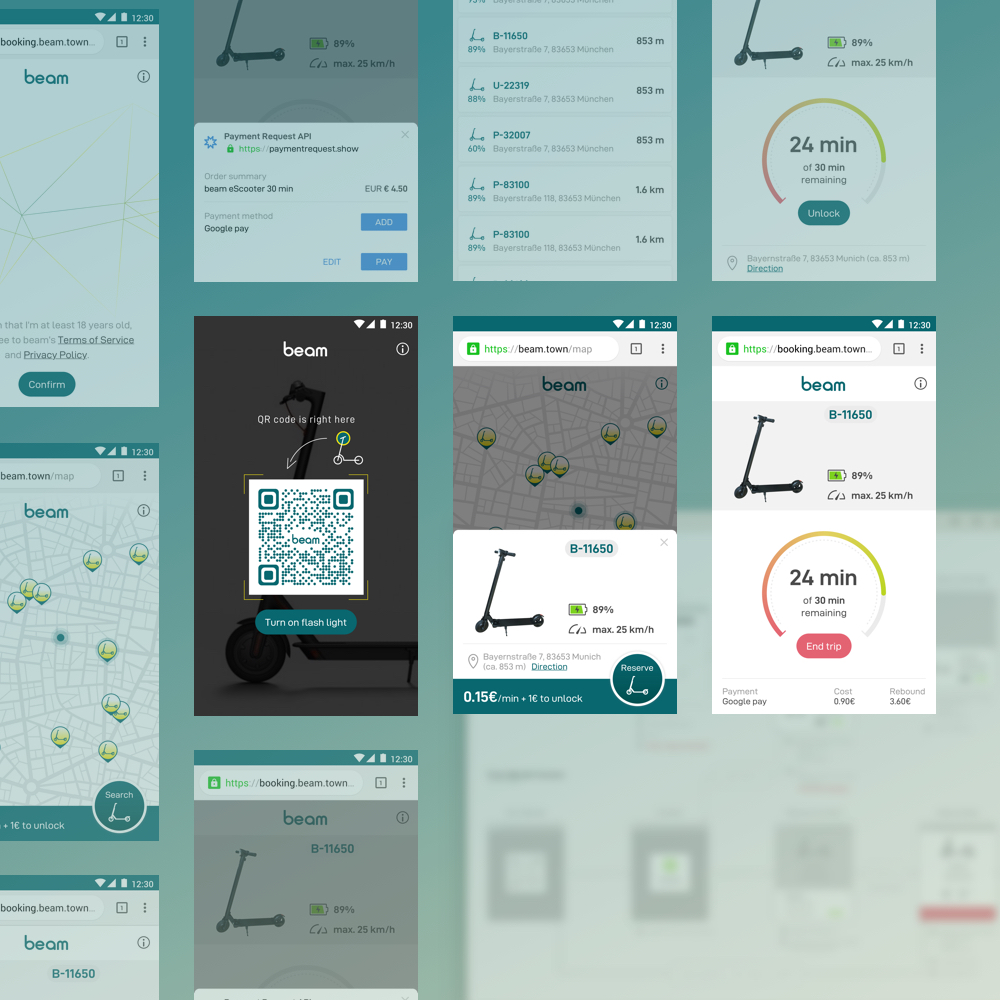 12:30
booking.beam.town...
1
beam
n that I'm at least 18 years old,
ee to beam's Terms of Service
and Privacy Policy.
Confirm
12:30
beam.town/map
1
beam
Search
n + 1€ to unlock
12:30
booking.beam.town...
1
beam
B-11650
89%
max. 25 km/h
Payment Request API
https://paymentrequest.show
Order summary
beam eScooter 30 min EUR € 4.50
Payment method
Google pay
ADD
EDIT
PAY
12:30
beam
QR code is right here
beam
Turn on flash light
12:30
https://booking.beam.town...
1
beam
B-11650
89%
max. 25 km/h
B-11650
89% Bayerstraße 7, 83653 München 853 m
U-22319
88% Bayerstraße 7, 83653 München 853 m
P-32007
60% Bayerstraße 7, 83653 München 853 m
P-83100
89% Bayerstraße 118, 83653 München 1.6 km
P-83100
89% Bayerstraße 118, 83653 München 1.6 km
12:30
https://beam.town/map
1
beam
B-11650
89%
max. 25 km/h
Bayernstraße 7, 83653 Munich
(ca. 853 m) Direction
Reserve
0.15€/min + 1€ to unlock
89%
max. 25 km/h
24 min
of 30 min
remaining
Unlock
Bayernstraße 7, 83653 Munich (ca. 853 m)
Direction
12:30
https://booking.beam.town...
1
beam
B-11650
89%
max. 25 km/h
24 min
of 30 min
remaining
End trip
Payment Cost Rebound
Google pay 0.90€ 3.60€